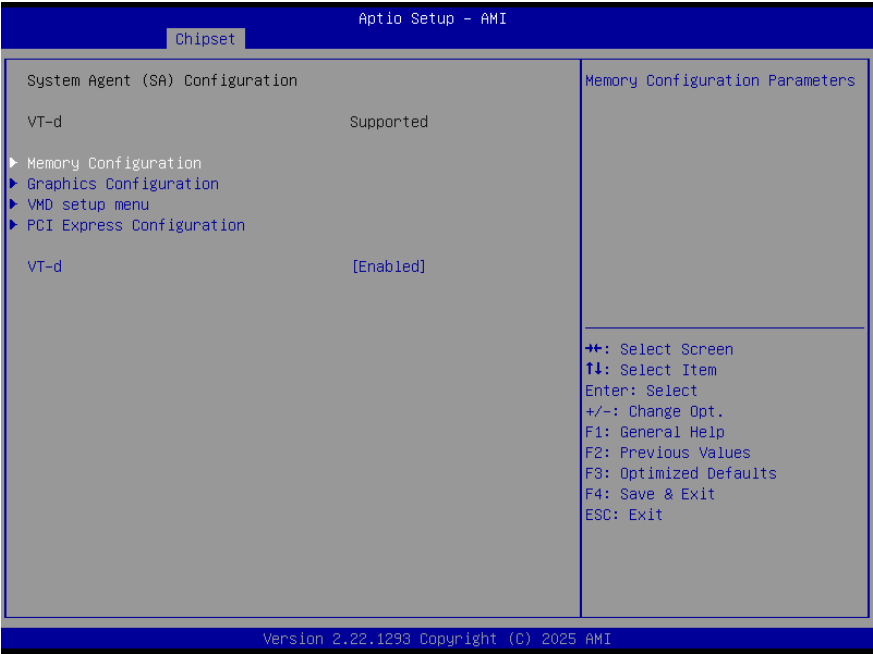 Aptio Setup – AMI
Chipset
System Agent (SA) Configuration
VT-d Supported
Memory Configuration
Graphics Configuration
VMD setup menu
PCI Express Configuration
VT-d [Enabled]
Memory Configuration Parameters
→←: Select Screen
↑↓: Select Item
Enter: Select
+/-: Change Opt.
F1: General Help
F2: Previous Values
F3: Optimized Defaults
F4: Save & Exit
ESC: Exit
Version 2.22.1293 Copyright (C) 2025 AMI